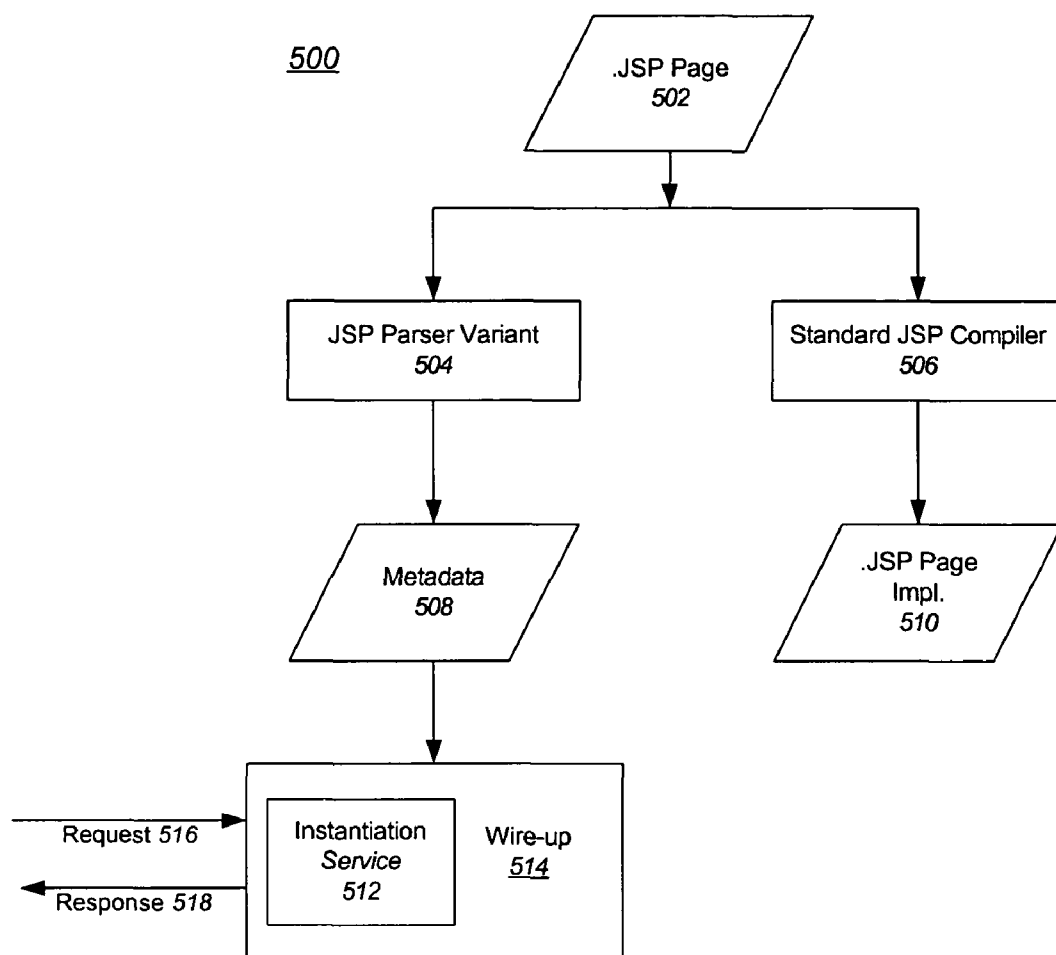 500
.JSP Page
502
JSP Parser Variant
504
Standard JSP Compiler
506
Metadata
508
.JSP Page
Impl.
510
Request 516
Response 518
Instantiation
Service
512
Wire-up
514